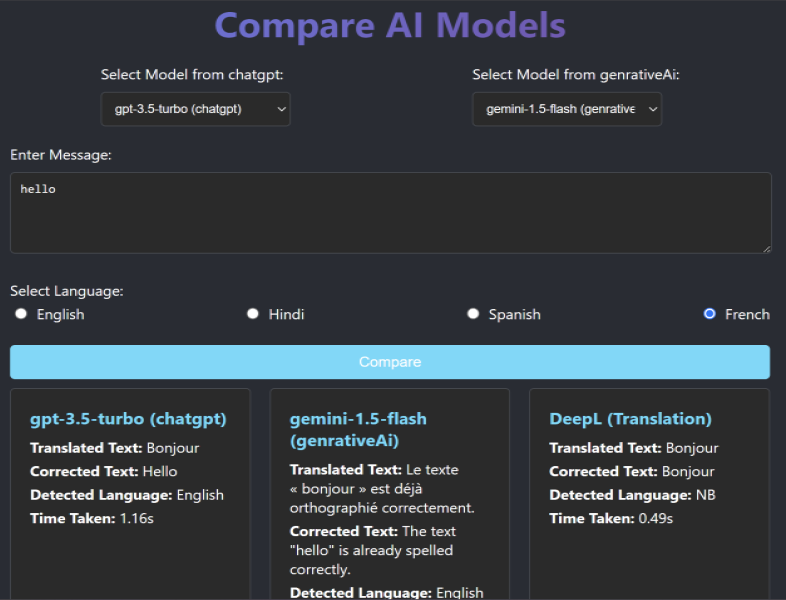 Compare AI Models
Select Model from chatgpt:
Select Model from genrativeAi:
gpt-3.5-turbo (chatgpt)
gemini-1.5-flash (genrative
Enter Message:
hello
Select Language:
English
Hindi
Spanish
French
Compare
gpt-3.5-turbo (chatgpt)
Translated Text: Bonjour
Corrected Text: Hello
Detected Language: English
Time Taken: 1.16s
gemini-1.5-flash
(genrativeAi)
Translated Text: Le texte
« bonjour » est déjà
orthographié correctement.
Corrected Text: The text
"hello" is already spelled
correctly.
Detected Language: English
DeepL (Translation)
Translated Text: Bonjour
Corrected Text: Bonjour
Detected Language: NB
Time Taken: 0.49s